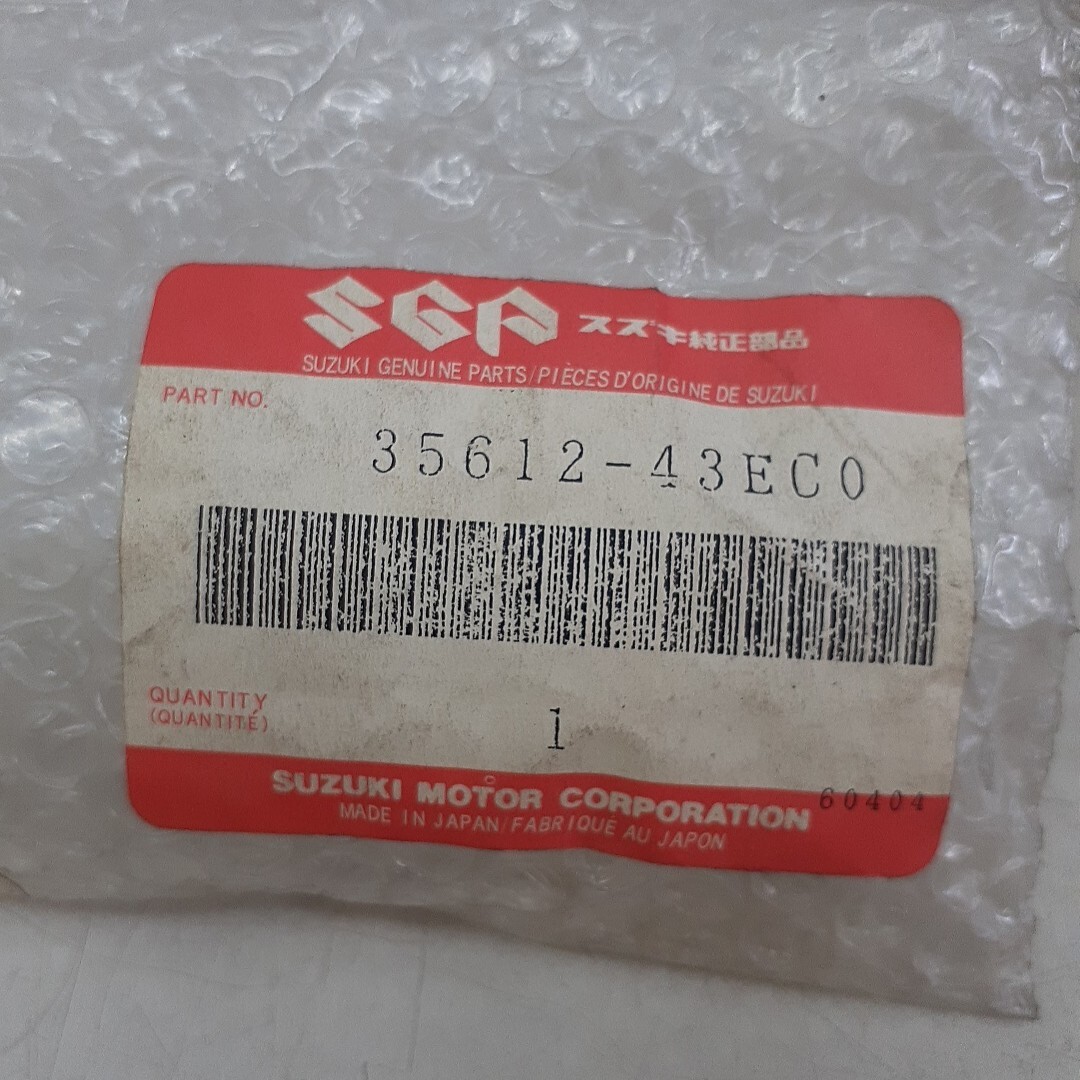 SGP スズキ純正部品
SUZUKI GENUINE PARTS/PIÈCES D'ORIGINE DE SUZUKI
PART NO.
35612-43EC0
QUANTITY
(QUANTITÉ)
1
C
SUZUKI MOTOR CORPORATION
60404
MADE IN JAPAN/FABRIQUÉ AU JAPON